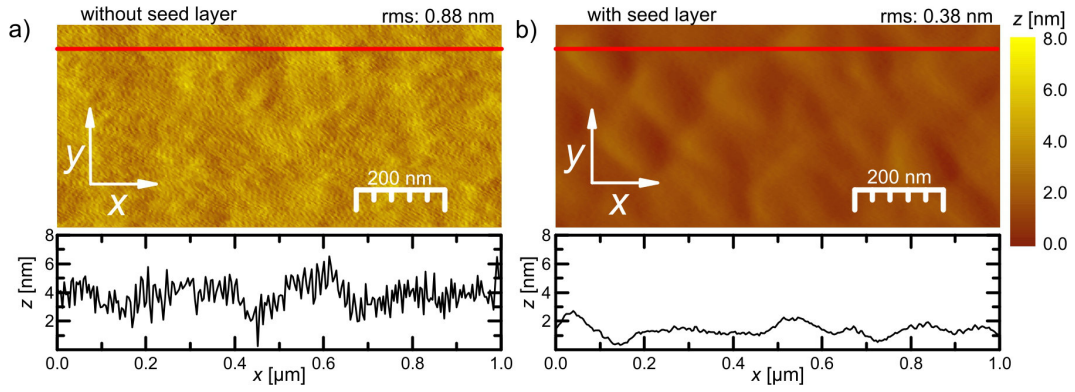 a)
without seed layer
rms: 0.88 nm
y
x
200 nm
z [nm]
8
6
4
2
0.0
0.2
0.4
0.6
0.8
1.0
x [µm]
b)
with seed layer
rms: 0.38 nm
y
x
200 nm
z [nm]
8.0
6.0
4.0
2.0
0.0
z [nm]
8
6
4
2
0.0
0.2
0.4
0.6
0.8
1.0
x [µm]